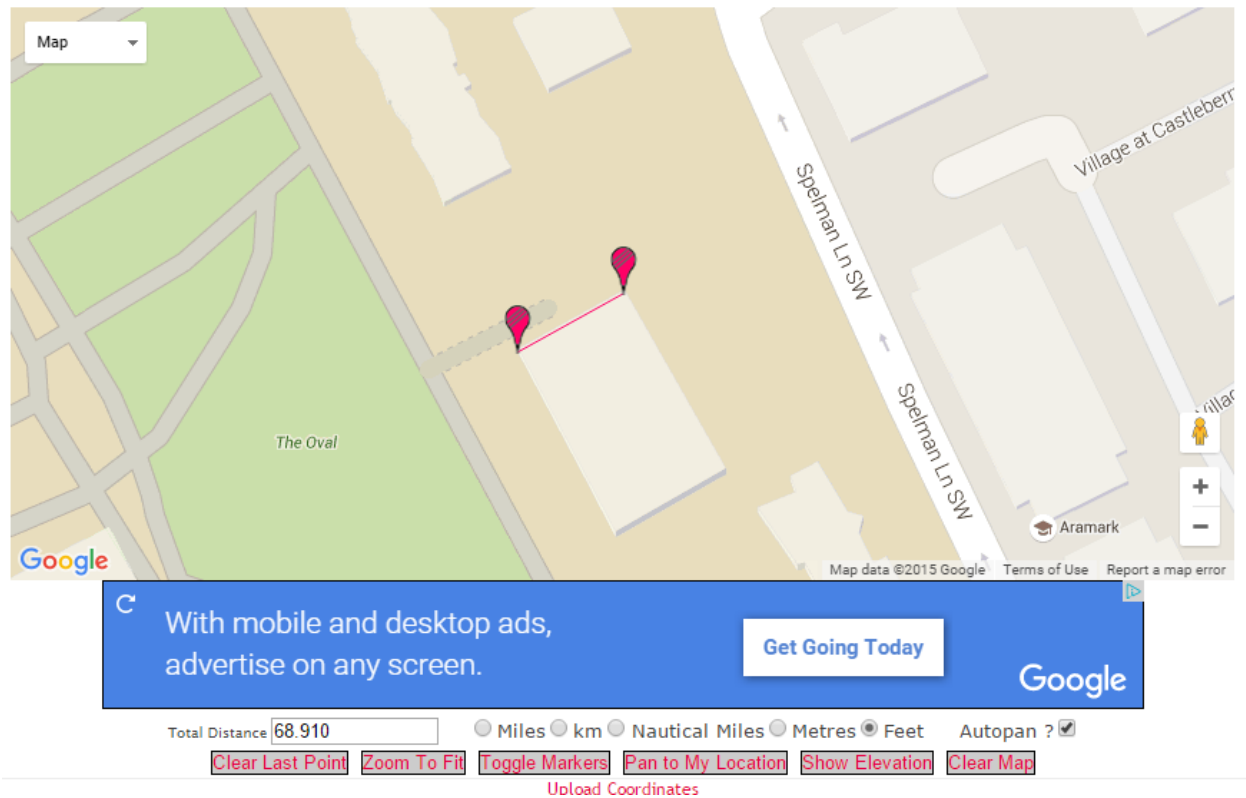 Map
Village at Castleberr
Spelman Ln SW
The Oval
Spelman Ln SW
Villag
Aramark
+
−
Google
Map data ©2015 Google Terms of Use Report a map error
With mobile and desktop ads,
advertise on any screen.
Get Going Today
Google
Total Distance 68.910 Miles km Nautical Miles Metres Feet Autopan ?
Clear Last Point Zoom To Fit Toggle Markers Pan to My Location Show Elevation Clear Map
Upload Coordinates